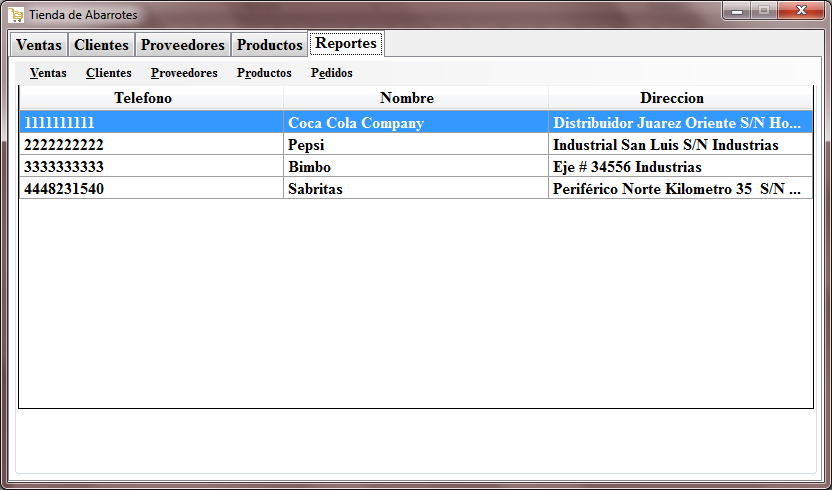 Tienda de Abarrotes
Ventas Clientes Proveedores Productos Reportes
Ventas Clientes Proveedores Productos Pedidos
Telefono Nombre Direccion
1111111111 Coca Cola Company Distribuidor Juarez Oriente S/N Ho...
2222222222 Pepsi Industrial San Luis S/N Industrias
3333333333 Bimbo Eje # 34556 Industrias
4448231540 Sabritas Periférico Norte Kilometro 35 S/N ...